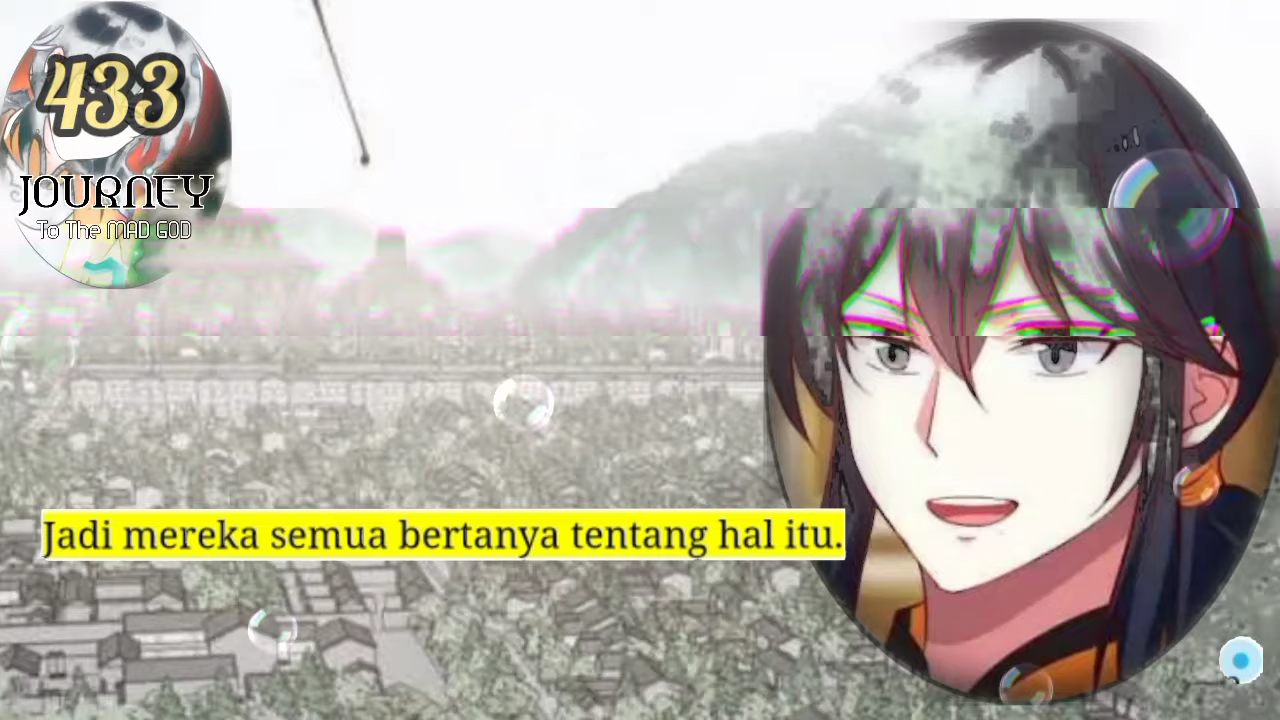 433
JOURNEY
To The MAD GOD
Jadi mereka semua bertanya tentang hal itu.